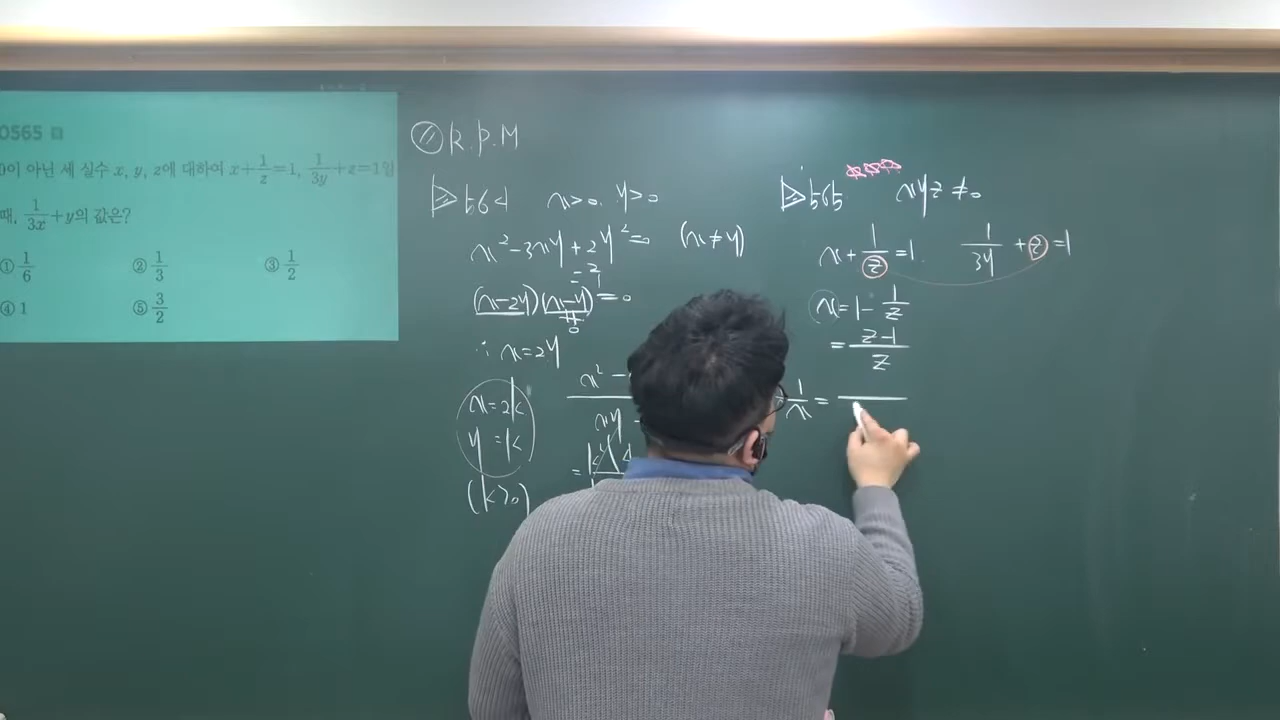 0565
0이 아닌 세 실수 x, y, z에 대하여 x+1/z=1, 1/3y+z=1일
때, 1/3x+y의 값은?
① 1/6 ② 1/3 ③ 1/2
④ 1 ⑤ 3/2
R.P.M
564 x>0. y>0
x²-3xy+2y²=0 (x≠y)
(x-2y)(x-y)=0
≠0
∴ x=2y
x=2k
y=k
(k>0)
x² -
xy
=
565 xyz≠0
x+1/z=1. 1/3y+z=1
x=1-1/z
=z-1/z
1/x=